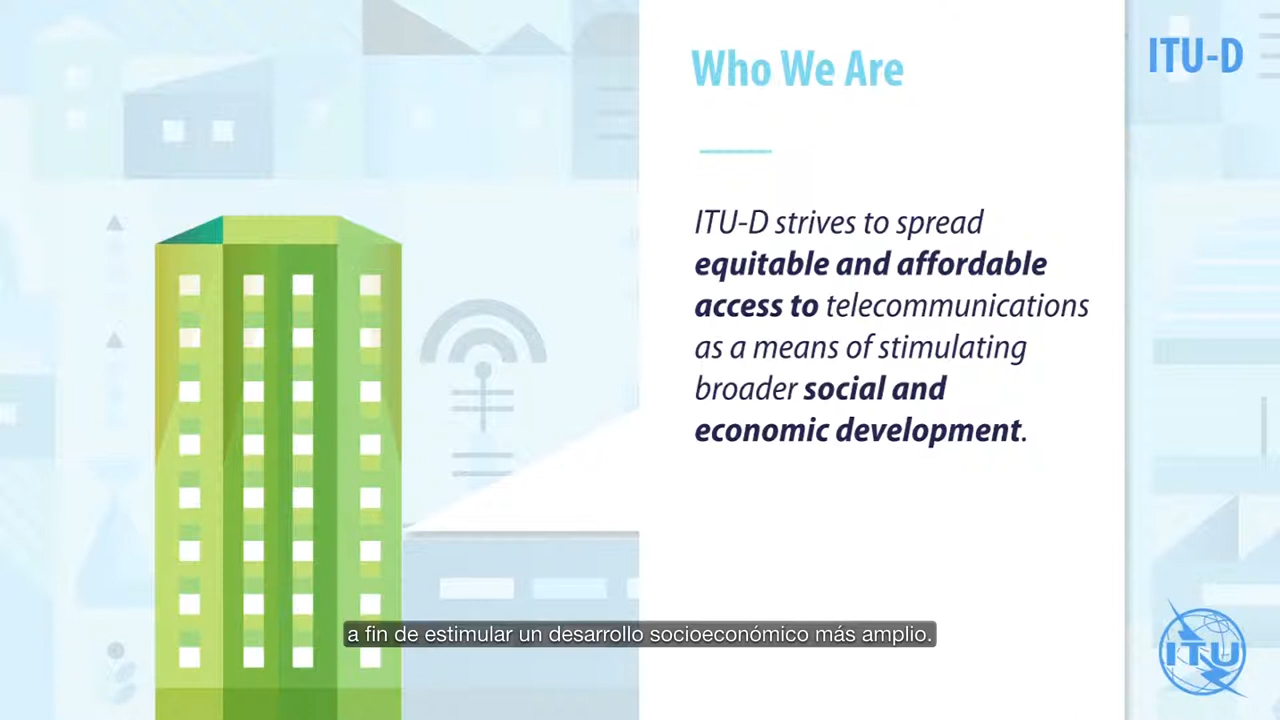 Who We Are
ITU-D
ITU-D strives to spread
equitable and affordable
access to telecommunications
as a means of stimulating
broader social and
economic development.
a fin de estimular un desarrollo socioeconómico más amplio.
ITU